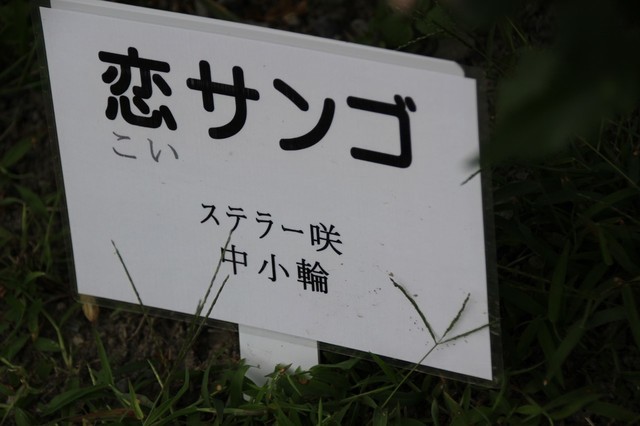 恋サンゴ
こい
ステラー咲
中小輪